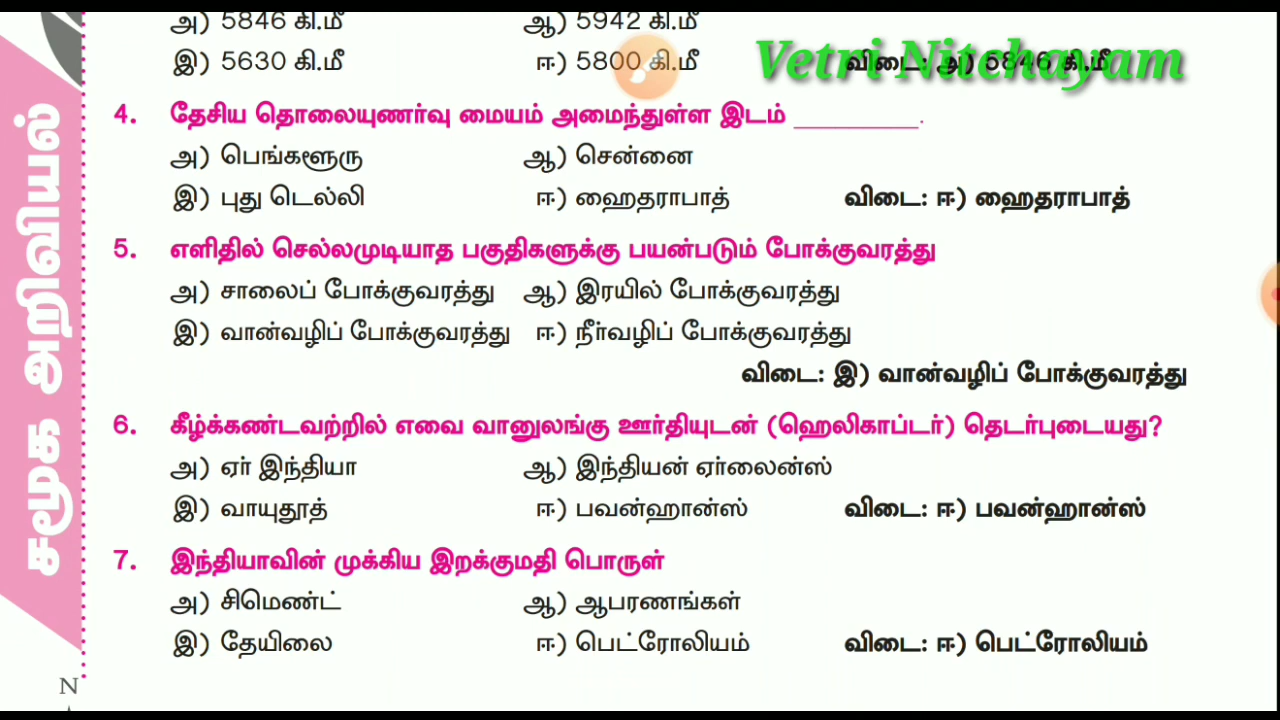 அ) 5846 கி.மீ ஆ) 5942 கி.மீ
இ) 5630 கி.மீ ஈ) 5800 கி.மீ விடை: அ) 5846 கி.மீ
Vetri Nitchayam
4. தேசிய தொலையுணர்வு மையம் அமைந்துள்ள இடம் _________.
அ) பெங்களூரு ஆ) சென்னை
இ) புது டெல்லி ஈ) ஹைதராபாத் விடை: ஈ) ஹைதராபாத்
5. எளிதில் செல்லமுடியாத பகுதிகளுக்கு பயன்படும் போக்குவரத்து
அ) சாலைப் போக்குவரத்து ஆ) இரயில் போக்குவரத்து
இ) வான்வழிப் போக்குவரத்து ஈ) நீர்வழிப் போக்குவரத்து
விடை: இ) வான்வழிப் போக்குவரத்து
6. கீழ்க்கண்டவற்றில் எவை வானுலங்கு ஊர்தியுடன் (ஹெலிகாப்டர்) தெடர்புடையது?
அ) ஏர் இந்தியா ஆ) இந்தியன் ஏர்லைன்ஸ்
இ) வாயுதூத் ஈ) பவன்ஹான்ஸ் விடை: ஈ) பவன்ஹான்ஸ்
7. இந்தியாவின் முக்கிய இறக்குமதி பொருள்
அ) சிமெண்ட் ஆ) ஆபரணங்கள்
இ) தேயிலை ஈ) பெட்ரோலியம் விடை: ஈ) பெட்ரோலியம்
சமூக அறிவியல்
N